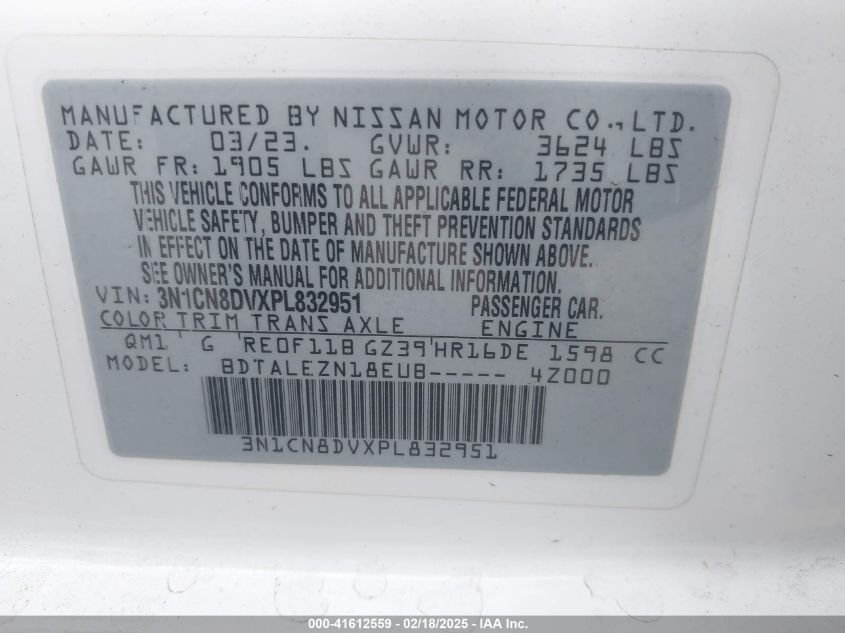 MANUFACTURED BY NISSAN MOTOR CO., LTD.
DATE: 03/23. GVWR: 3624 LBS
GAWR FR: 1905 LBS GAWR RR: 1735 LBS
THIS VEHICLE CONFORMS TO ALL APPLICABLE FEDERAL MOTOR
VEHICLE SAFETY, BUMPER AND THEFT PREVENTION STANDARDS
IN EFFECT ON THE DATE OF MANUFACTURE SHOWN ABOVE.
SEE OWNER'S MANUAL FOR ADDITIONAL INFORMATION.
VIN: 3N1CN8DVXPL832951 PASSENGER CAR.
COLOR TRIM TRANS AXLE ENGINE
QM1 G RE0F11B GZ39 HR16DE 1598 CC
MODEL: BDTALEZN18EUB----- 4Z000
3N1CN8DVXPL832951
000-41612559 — 02/18/2025 — IAA Inc.